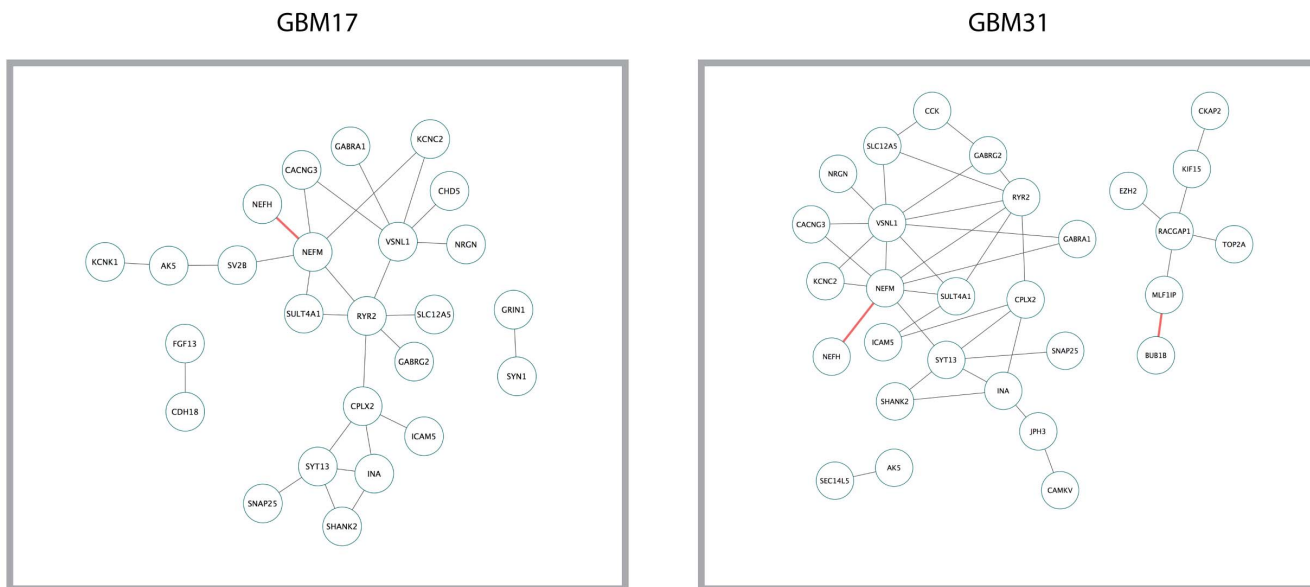 GBM17
GABRA1
KCNC2
CACNG3
CHD5
NEFH
NEFM
VSNL1
NRGN
KCNK1
AK5
SV2B
SULT4A1
RYR2
SLC12A5
GRIN1
FGF13
GABRG2
SYN1
CDH18
CPLX2
ICAM5
SYT13
INA
SNAP25
SHANK2
GBM31
CCK
CKAP2
SLC12A5
GABRG2
NRGN
KIF15
RYR2
EZH2
CACNG3
VSNL1
GABRA1
RACGAP1
TOP2A
KCNC2
NEFM
SULT4A1
CPLX2
MLF1IP
ICAM5
NEFH
SYT13
SNAP25
BUB1B
SHANK2
INA
JPH3
AK5
SEC14L5
CAMKV